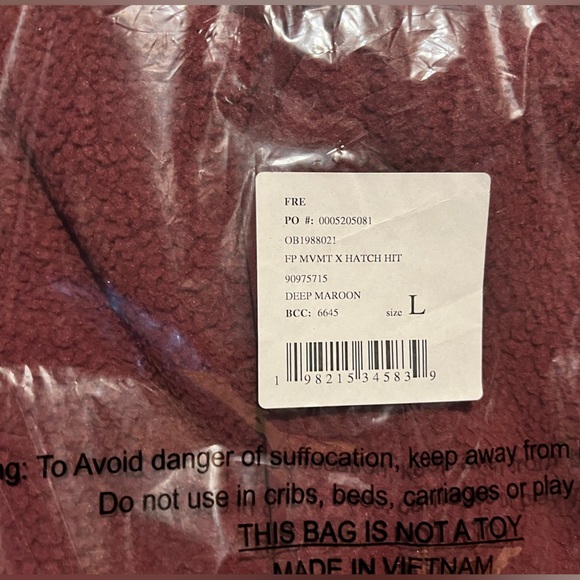 FRE
PO #: 0005205081
OB1988021
FP MVMT X HATCH HIT
90975715
DEEP MAROON
BCC: 6645 size L
1 98215 34583 9
ng: To Avoid danger of suffocation, keep away from
Do not use in cribs, beds, carriages or play
THIS BAG IS NOT A TOY
MADE IN VIETNAM